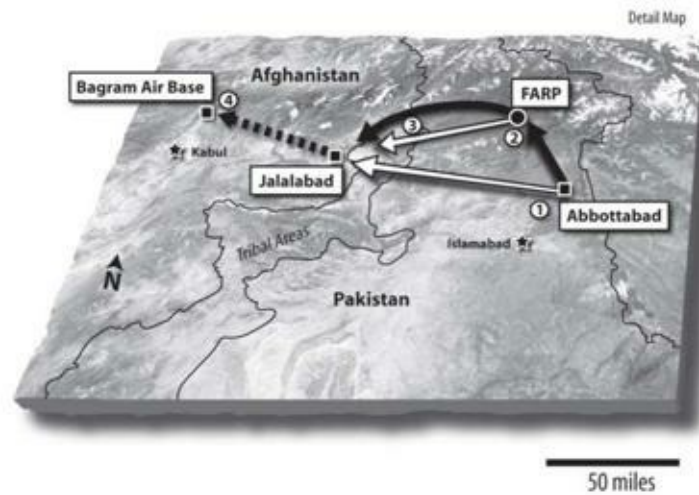 Detail Map
Afghanistan
Bagram Air Base
FARP
4
3
2
Kabul
Jalalabad
1
Abbottabad
Islamabad
Tribal Areas
N
Pakistan
50 miles